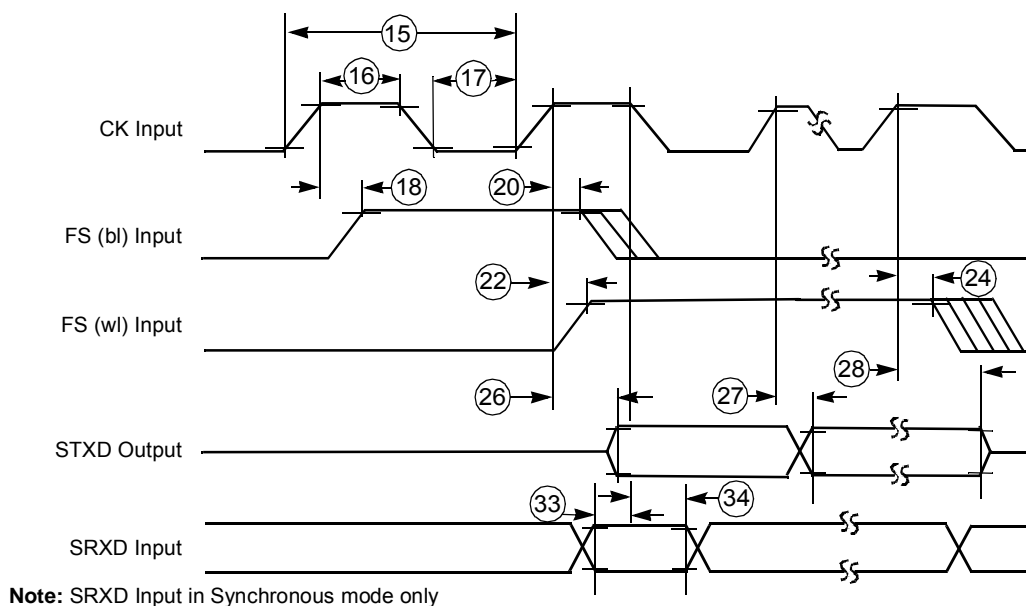 15
16
17
CK Input
18
20
FS (bl) Input
22
24
FS (wl) Input
28
26
27
STXD Output
33
34
SRXD Input
Note: SRXD Input in Synchronous mode only